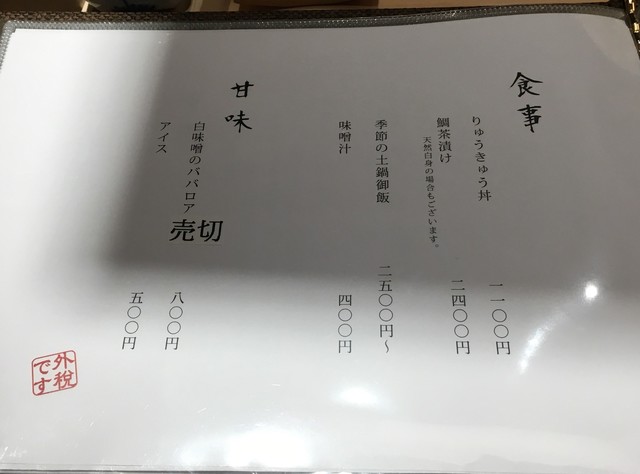 食事
りゅうきゅう丼
一一〇〇円
鯛茶漬け
天然白身の場合もございます。
二四〇〇円
季節の土鍋御飯
二五〇〇円〜
味噌汁
四〇〇円
甘味
白味噌のババロア
売切
八〇〇円
アイス
五〇〇円
外税です